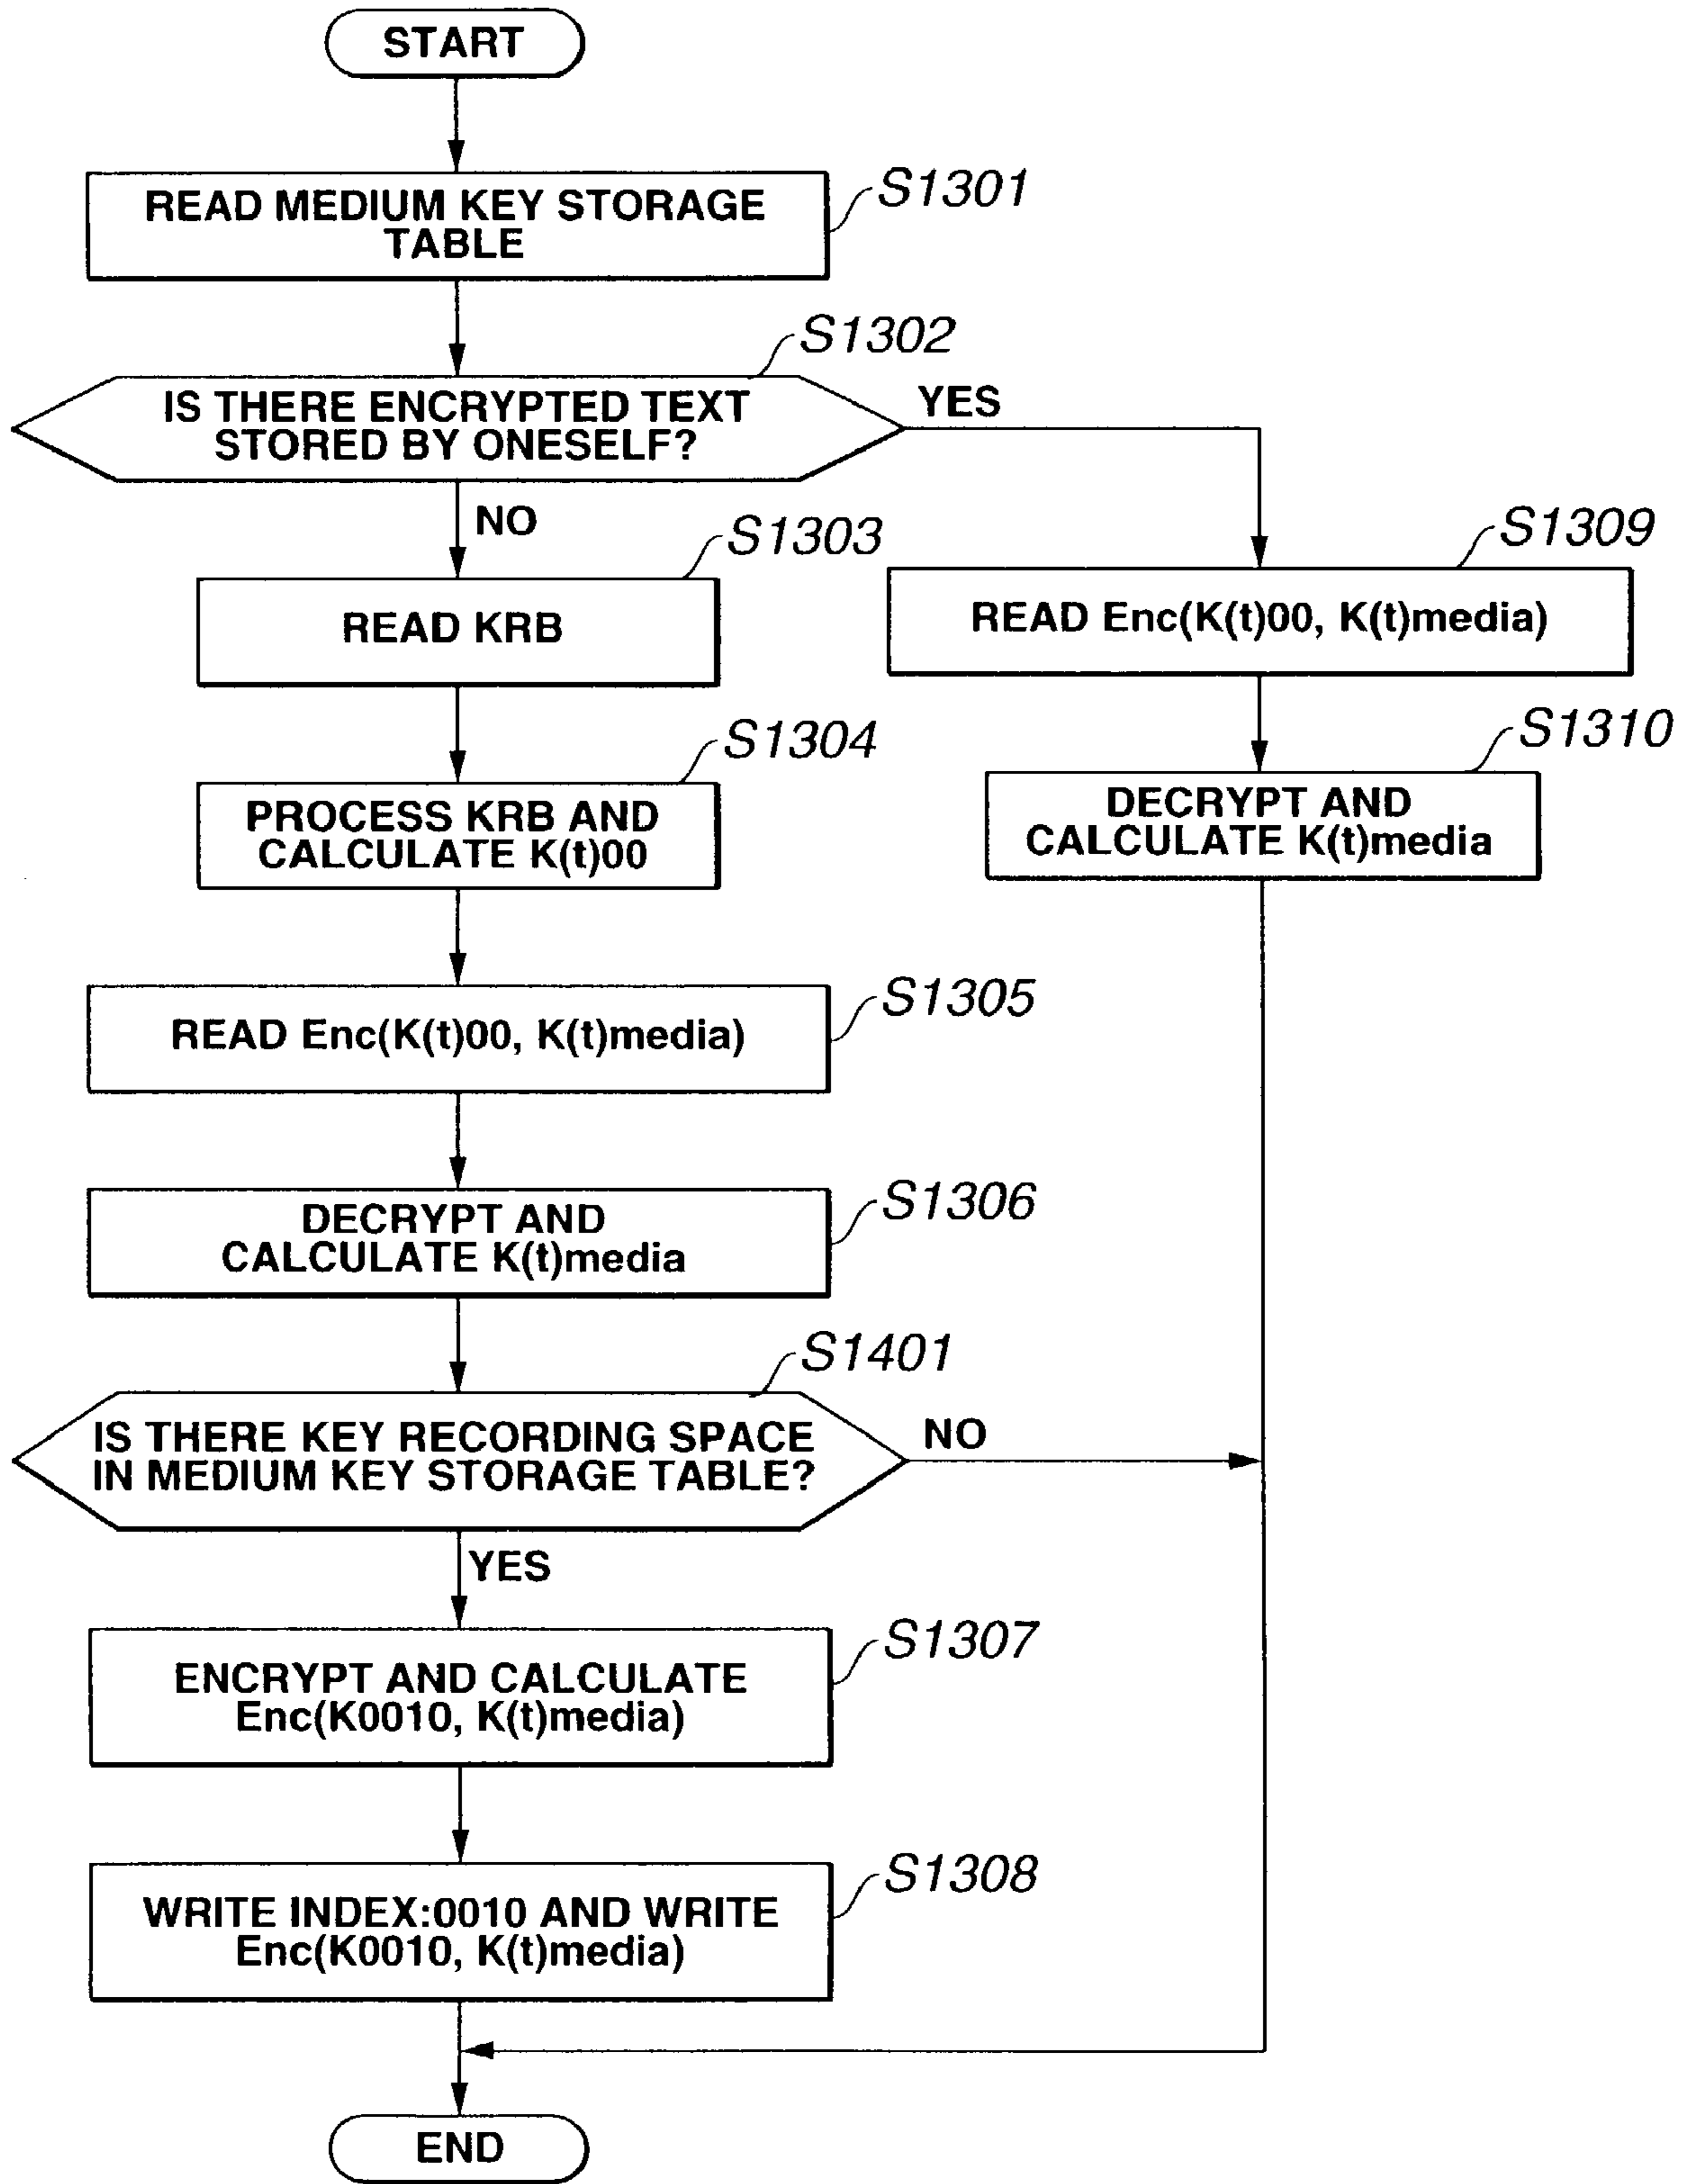 START
READ MEDIUM KEY STORAGE
TABLE
S1301
IS THERE ENCRYPTED TEXT
STORED BY ONESELF?
S1302
YES
NO
READ KRB
S1303
READ Enc(K(t)00, K(t)media)
S1309
PROCESS KRB AND
CALCULATE K(t)00
S1304
DECRYPT AND
CALCULATE K(t)media
S1310
READ Enc(K(t)00, K(t)media)
S1305
DECRYPT AND
CALCULATE K(t)media
S1306
IS THERE KEY RECORDING SPACE
IN MEDIUM KEY STORAGE TABLE?
S1401
NO
YES
ENCRYPT AND CALCULATE
Enc(K0010, K(t)media)
S1307
WRITE INDEX:0010 AND WRITE
Enc(K0010, K(t)media)
S1308
END